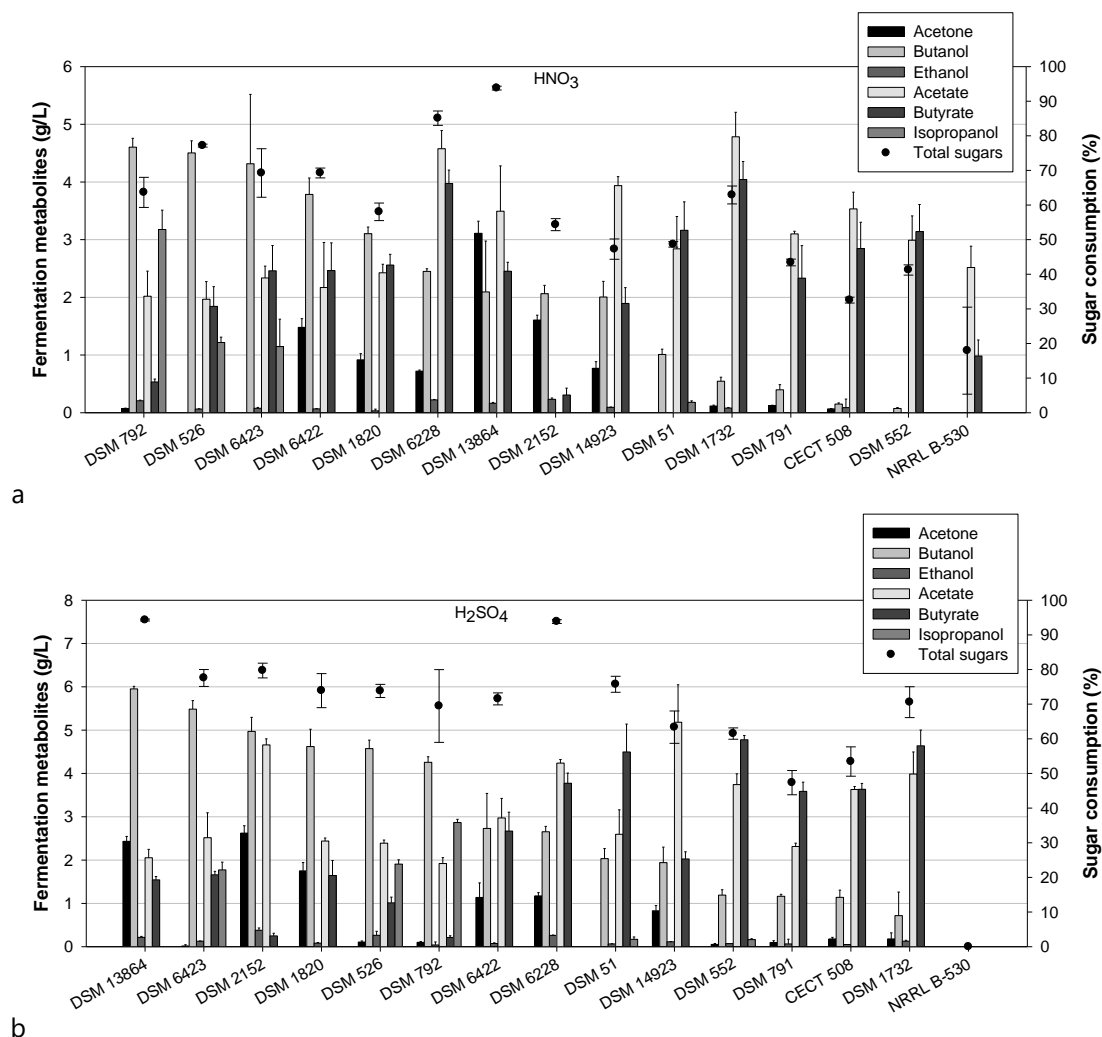 Acetone
Butanol
Ethanol
Acetate
Butyrate
Isopropanol
Total sugars
HNO3
Fermentation metabolites (g/L)
6
5
4
3
2
1
0
Sugar consumption (%)
100
90
80
70
60
50
40
30
20
10
0
DSM 792
DSM 526
DSM 6423
DSM 6422
DSM 1820
DSM 6228
DSM 13864
DSM 2152
DSM 14923
DSM 51
DSM 1732
DSM 791
CECT 508
DSM 552
NRRL B-530
a
Acetone
Butanol
Ethanol
Acetate
Butyrate
Isopropanol
Total sugars
H2SO4
Fermentation metabolites (g/L)
8
7
6
5
4
3
2
1
0
Sugar consumption (%)
100
90
80
70
60
50
40
30
20
10
0
DSM 13864
DSM 6423
DSM 2152
DSM 1820
DSM 526
DSM 792
DSM 6422
DSM 6228
DSM 51
DSM 14923
DSM 552
DSM 791
CECT 508
DSM 1732
NRRL B-530
b